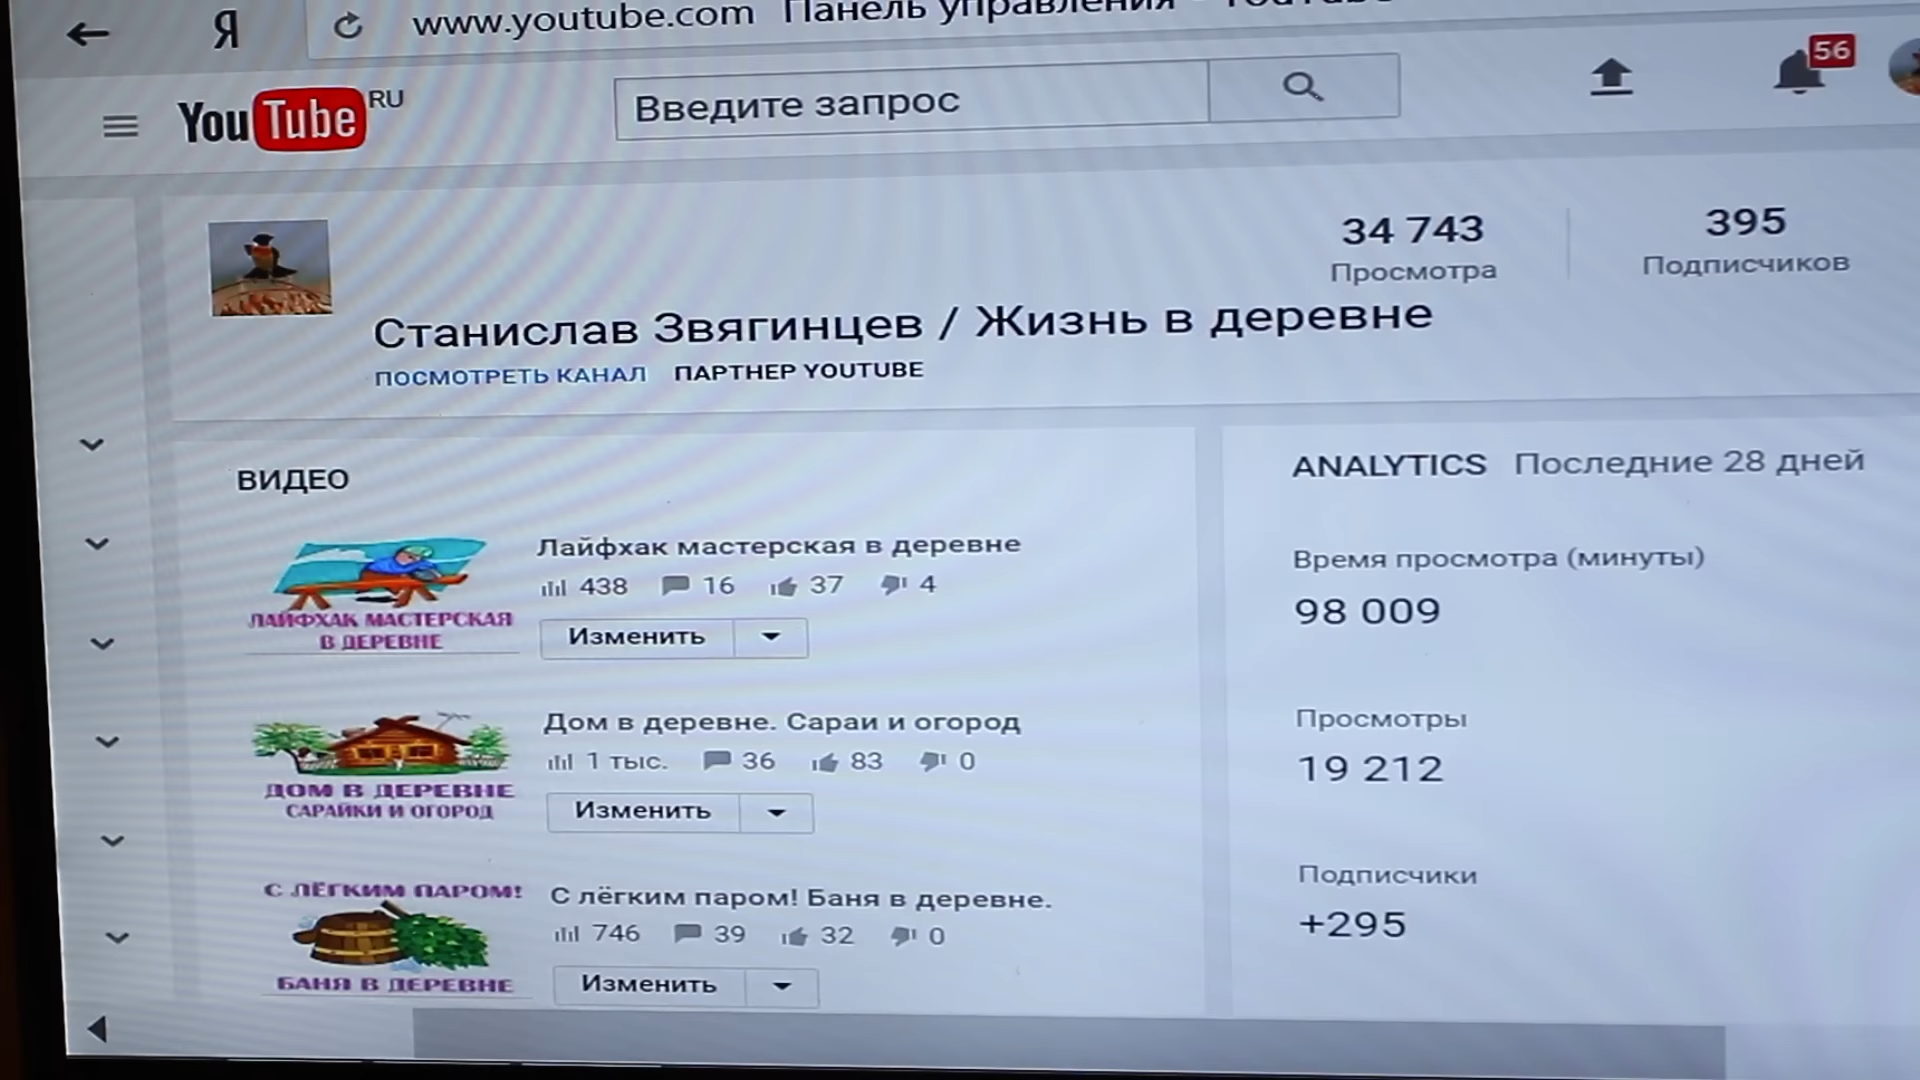 Я www.youtube.com Панель управления - YouTube
YouTube RU
Введите запрос
56
34 743
Просмотра
395
Подписчиков
Станислав Звягинцев / Жизнь в деревне
ПОСМОТРЕТЬ КАНАЛ ПАРТНЕР YOUTUBE
ВИДЕО
ЛАЙФХАК МАСТЕРСКАЯ
В ДЕРЕВНЕ
Лайфхак мастерская в деревне
438 16 37 4
Изменить
ДОМ В ДЕРЕВНЕ
САРАЙКИ И ОГОРОД
Дом в деревне. Сараи и огород
1 тыс. 36 83 0
Изменить
С ЛЁГКИМ ПАРОМ!
БАНЯ В ДЕРЕВНЕ
С лёгким паром! Баня в деревне.
746 39 32 0
Изменить
ANALYTICS Последние 28 дней
Время просмотра (минуты)
98 009
Просмотры
19 212
Подписчики
+295